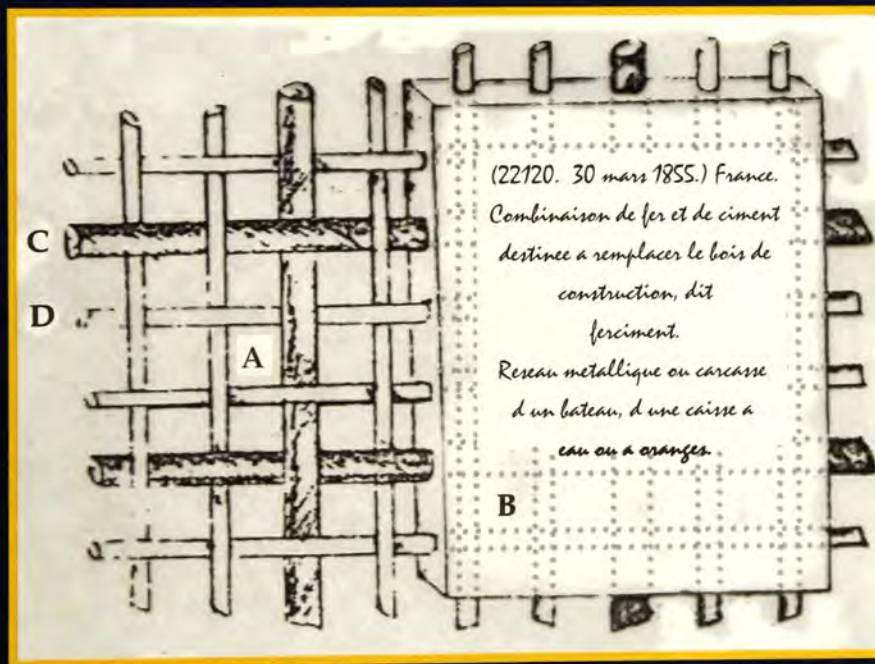 (22120. 30 mars 1855.) France.
Combinaison de fer et de ciment
destinee a remplacer le bois de
construction, dit
ferciment.
Reseau metallique ou carcasse
d un bateau, d une caisse a
eau ou a oranges.
C
D
A
B